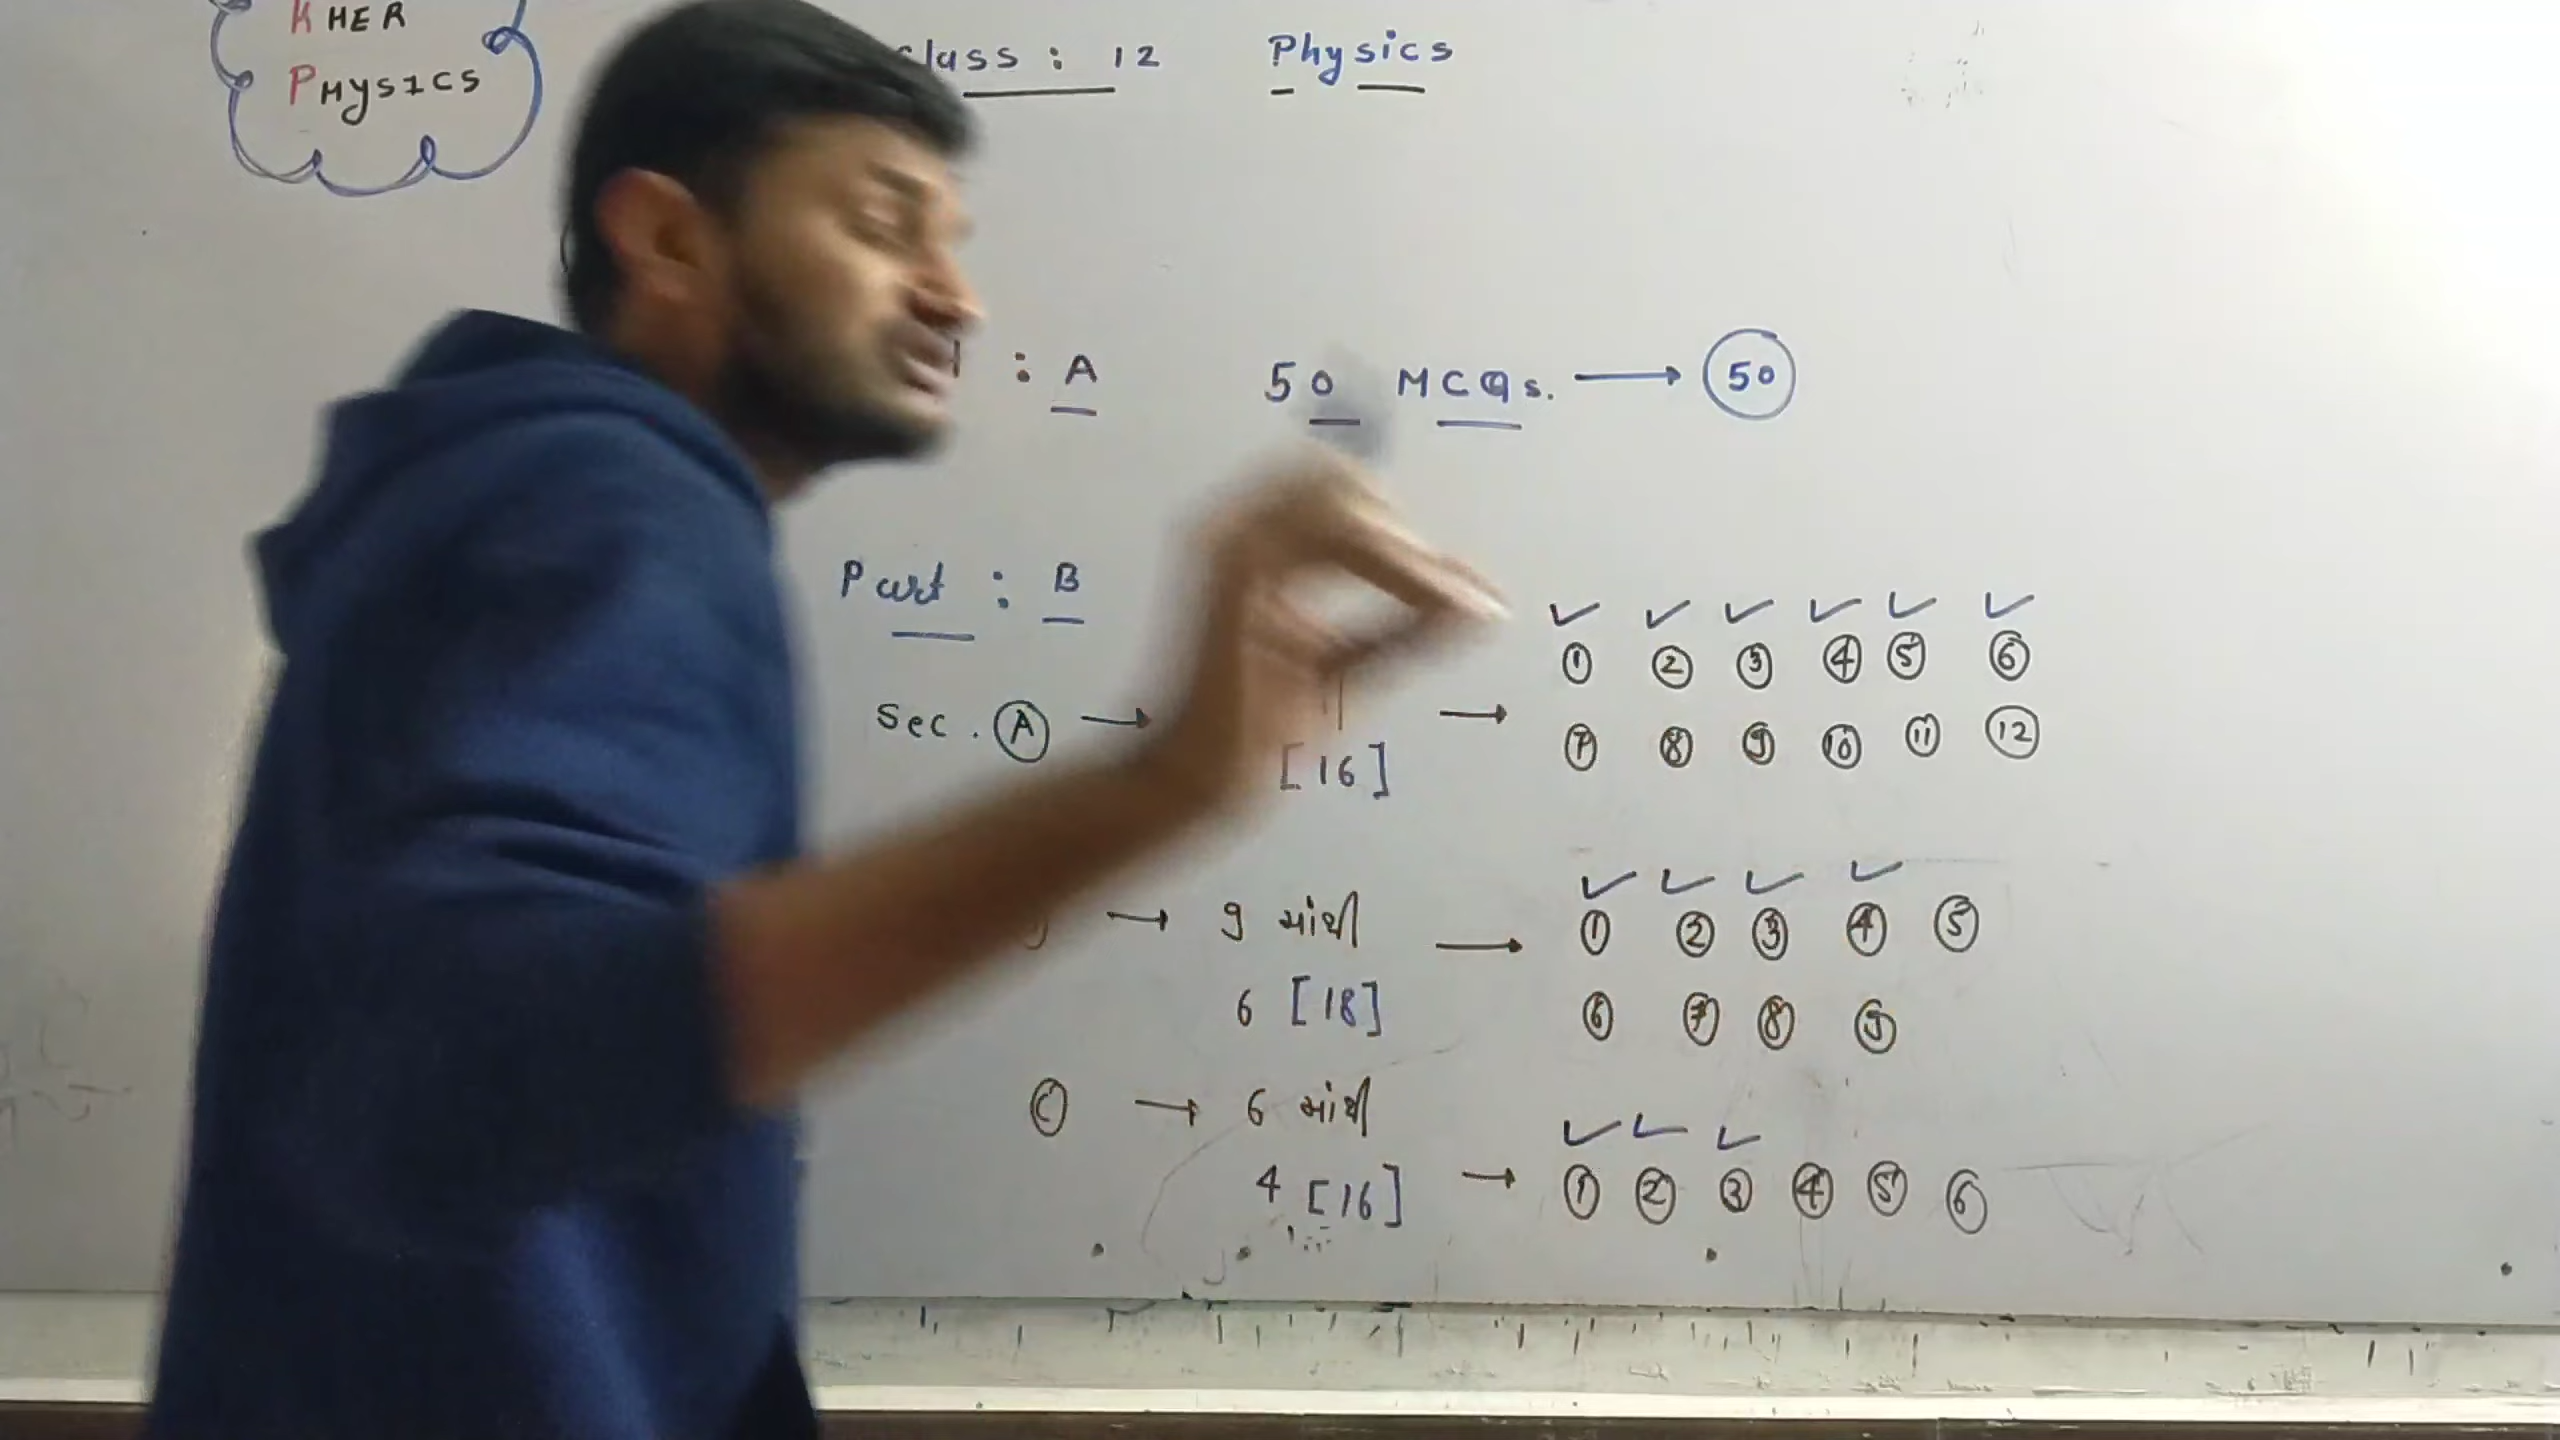 KHER
PHYSICS
Class : 12 Physics
: A 50 MCQs. → 50
Part : B
✓ ✓ ✓ ✓ ✓ ✓
① ② ③ ④ ⑤ ⑥
Sec. Ⓐ → →
⑦ ⑧ ⑨ ⑩ ⑪ ⑫
[16]
✓ ✓ ✓ ✓
→ 9 માંથી → ① ② ③ ④ ⑤
6 [18] ⑥ ⑦ ⑧ ⑨
Ⓒ → 6 માંથી
✓ ✓ ✓
4 [16] → ① ② ③ ④ ⑤ ⑥